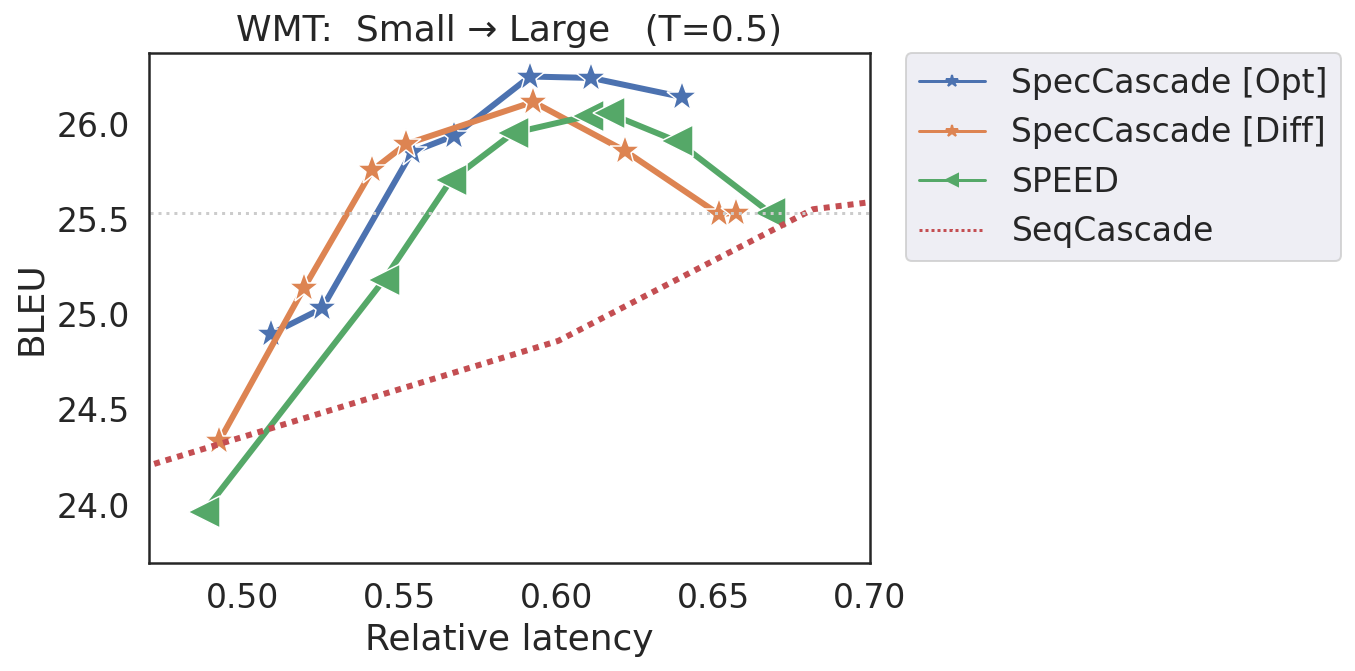 WMT:  Small → Large   (T=0.5)
BLEU
26.0
25.5
25.0
24.5
24.0
0.50
0.55
0.60
0.65
0.70
Relative latency
SpecCascade [Opt]
SpecCascade [Diff]
SPEED
SeqCascade